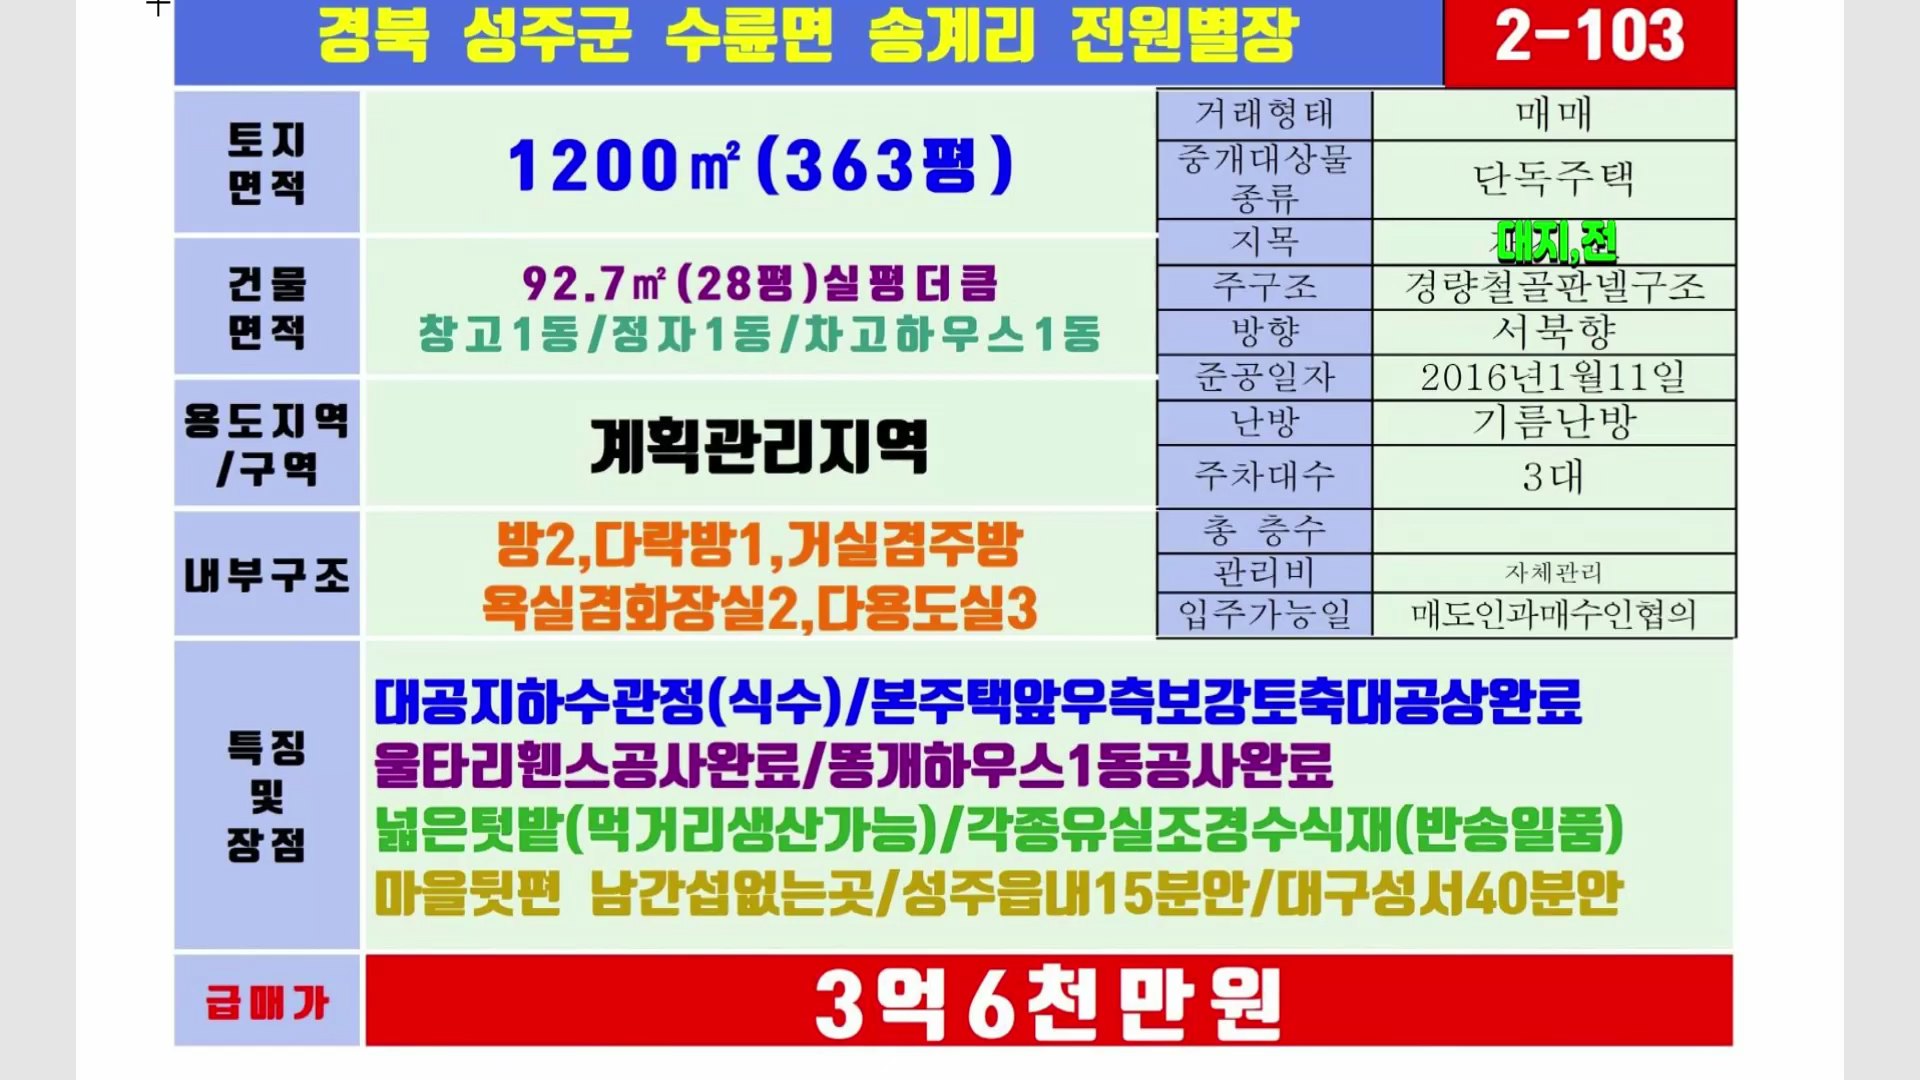 경북 성주군 수륜면 송계리 전원별장
2-103
토지
면적
1200㎡(363평)
거래형태
매매
중개대상물
종류
단독주택
지목
대지,전
건물
면적
92.7㎡(28평)실평더큼
창고1동/정자1동/차고하우스1동
주구조
경량철골판넬구조
방향
서북향
준공일자
2016년1월11일
용도지역
/구역
계획관리지역
난방
기름난방
주차대수
3대
내부구조
방2,다락방1,거실겸주방
욕실겸화장실2,다용도실3
총 층수
관리비
자체관리
입주가능일
매도인과매수인협의
특징
및
장점
대공지하수관정(식수)/본주택앞우측보강토축대공상완료
울타리휀스공사완료/똥개하우스1동공사완료
넓은텃밭(먹거리생산가능)/각종유실조경수식재(반송일품)
마을뒷편 남간섭없는곳/성주읍내15분안/대구성서40분안
급매가
3억6천만원